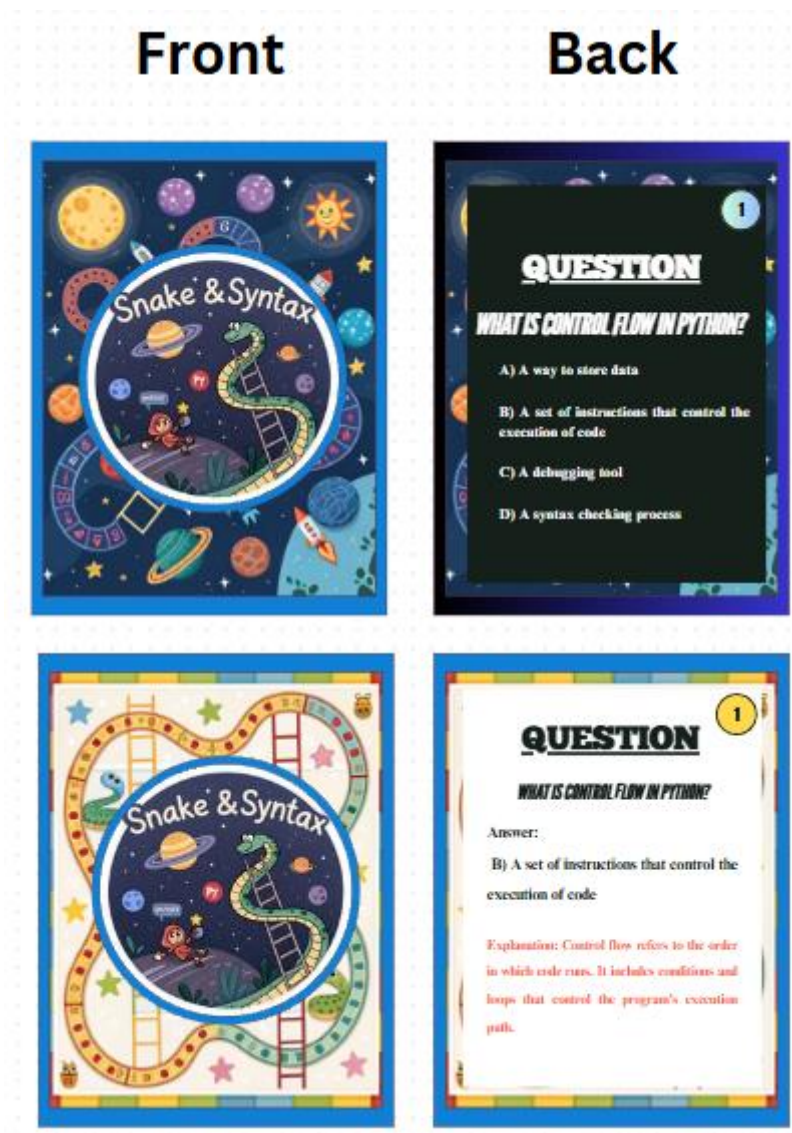 Front
Back
Snake & Syntax
PY
1
QUESTION
WHAT IS CONTROL FLOW IN PYTHON?
A) A way to store data
B) A set of instructions that control the
execution of code
C) A debugging tool
D) A syntax checking process
Snake & Syntax
PY
1
QUESTION
WHAT IS CONTROL FLOW IN PYTHON?
Answer:
B) A set of instructions that control the
execution of code
Explanation: Control flow refers to the order
in which code runs. It includes conditions and
loops that control the program's execution
path.